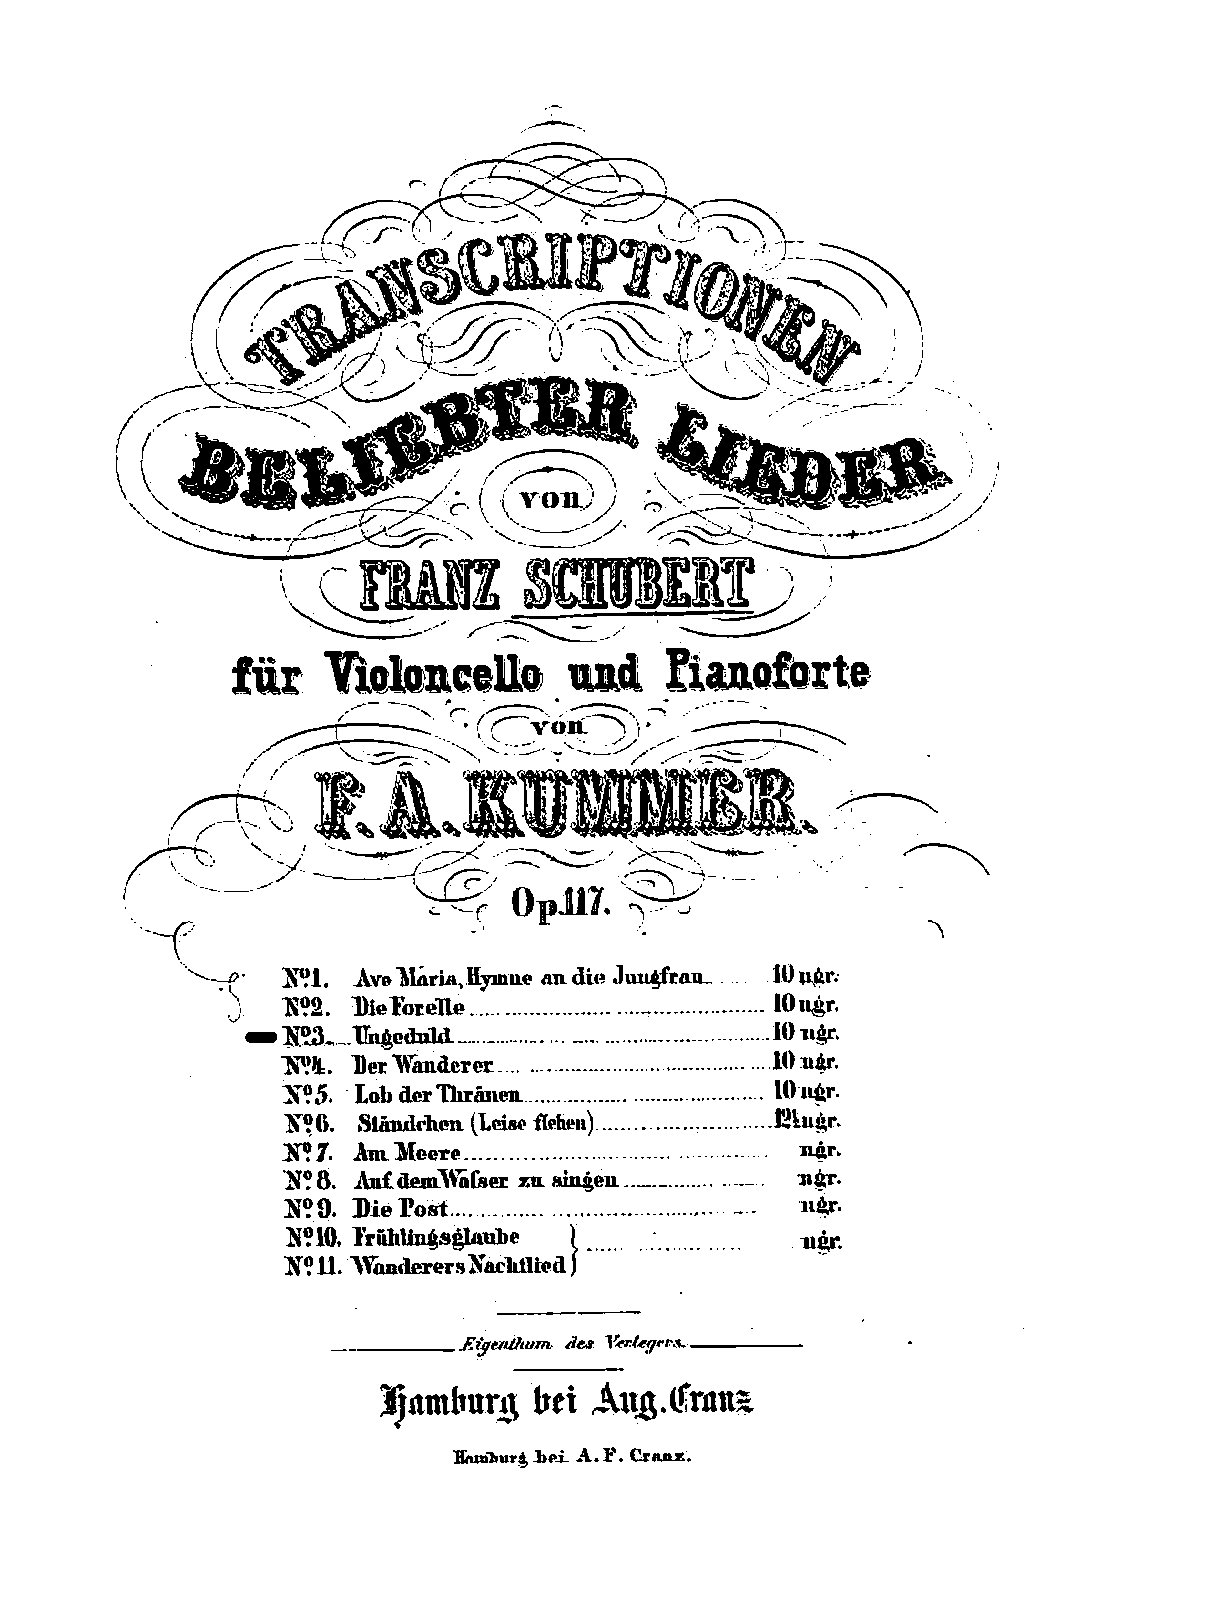 TRANSCRIPTIONEN
BELIEBTER LIEDER
von
FRANZ SCHUBERT
für Violoncello und Pianoforte
von
F. A. KUMMER.
Op. 117.
No. 1. Ave Maria, Hymne an die Jungfrau 10 ngr.
No. 2. Die Forelle 10 ngr.
No. 3. Ungeduld 10 ngr.
No. 4. Der Wanderer 10 ngr.
No. 5. Lob der Thränen 10 ngr.
No. 6. Ständchen (Leise flehen) 12½ ngr.
No. 7. Am Meere ngr.
No. 8. Auf dem Waſser zu singen ngr.
No. 9. Die Post ngr.
No. 10. Frühlingsglaube
No. 11. Wanderers Nachtlied ngr.
Eigenthum des Verlegers.
Hamburg bei Aug. Cranz
Hamburg bei A. F. Cranz.